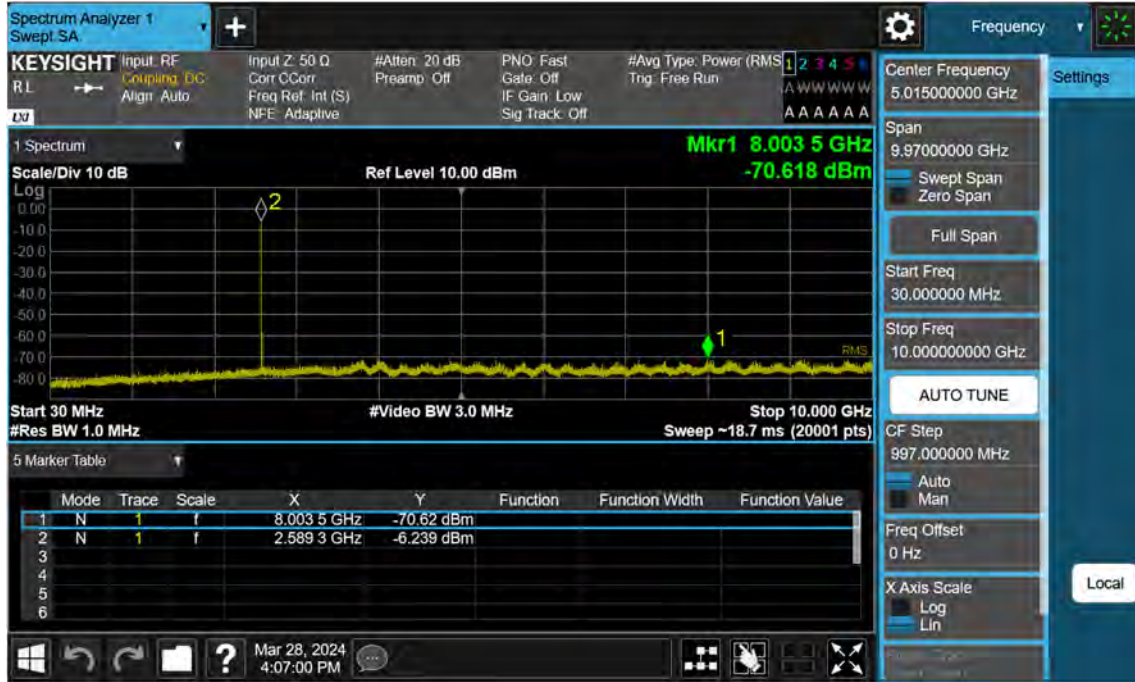 Spectrum Analyzer 1
Swept SA
+
Frequency
KEYSIGHT
RL
LXI
Input: RF
Coupling: DC
Align: Auto
Input Z: 50 Ω
Corr CCorr
Freq Ref: Int (S)
NFE: Adaptive
#Atten: 20 dB
Preamp: Off
PNO: Fast
Gate: Off
IF Gain: Low
Sig Track: Off
#Avg Type: Power (RMS
Trig: Free Run
1 2 3 4 5 6
A W W W W W
A A A A A A
1 Spectrum
Scale/Div 10 dB
Ref Level 10.00 dBm
Mkr1 8.003 5 GHz
-70.618 dBm
Log
0.00
-10.0
-20.0
-30.0
-40.0
-50.0
-60.0
-70.0
-80.0
2
1
RMS
Start 30 MHz
#Video BW 3.0 MHz
Stop 10.000 GHz
#Res BW 1.0 MHz
Sweep ~18.7 ms (20001 pts)
5 Marker Table
Mode Trace Scale X Y Function Function Width Function Value
1 N 1 f 8.003 5 GHz -70.62 dBm
2 N 1 f 2.589 3 GHz -6.239 dBm
3
4
5
6
?
Mar 28, 2024
4:07:00 PM
Center Frequency
5.015000000 GHz
Settings
Span
9.97000000 GHz
Swept Span
Zero Span
Full Span
Start Freq
30.000000 MHz
Stop Freq
10.000000000 GHz
AUTO TUNE
CF Step
997.000000 MHz
Auto
Man
Freq Offset
0 Hz
X Axis Scale
Log
Lin
Local